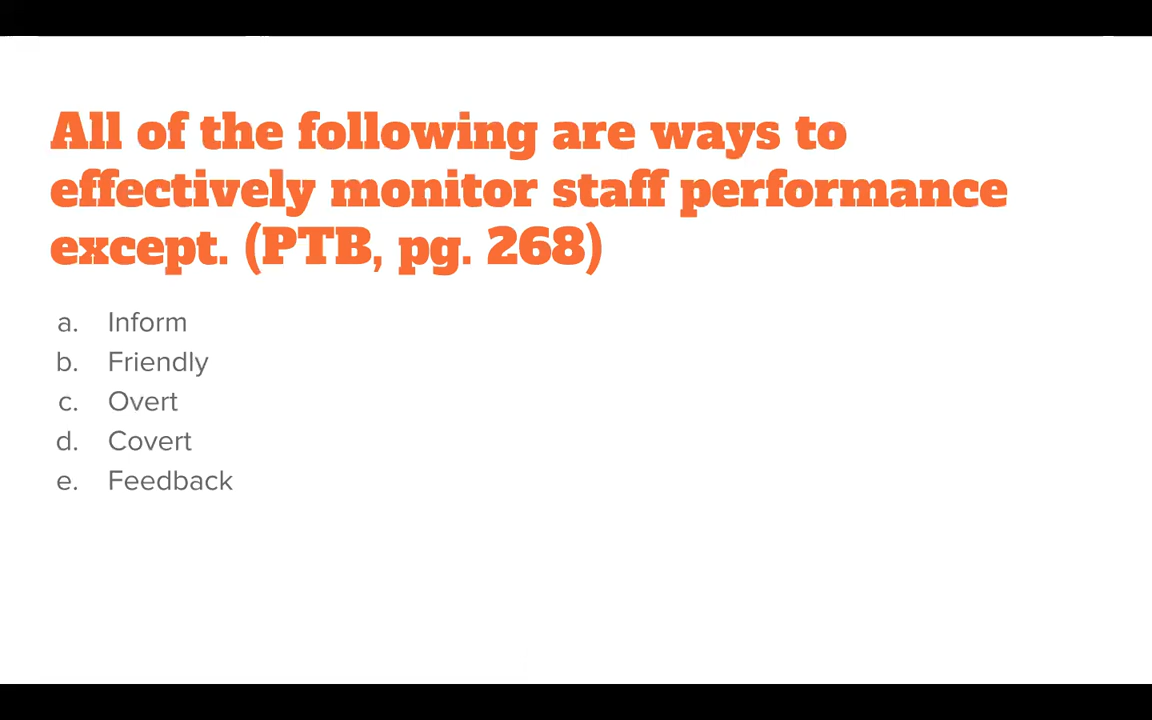 All of the following are ways to
effectively monitor staff performance
except. (PTB, pg. 268)
a. Inform
b. Friendly
c. Overt
d. Covert
e. Feedback